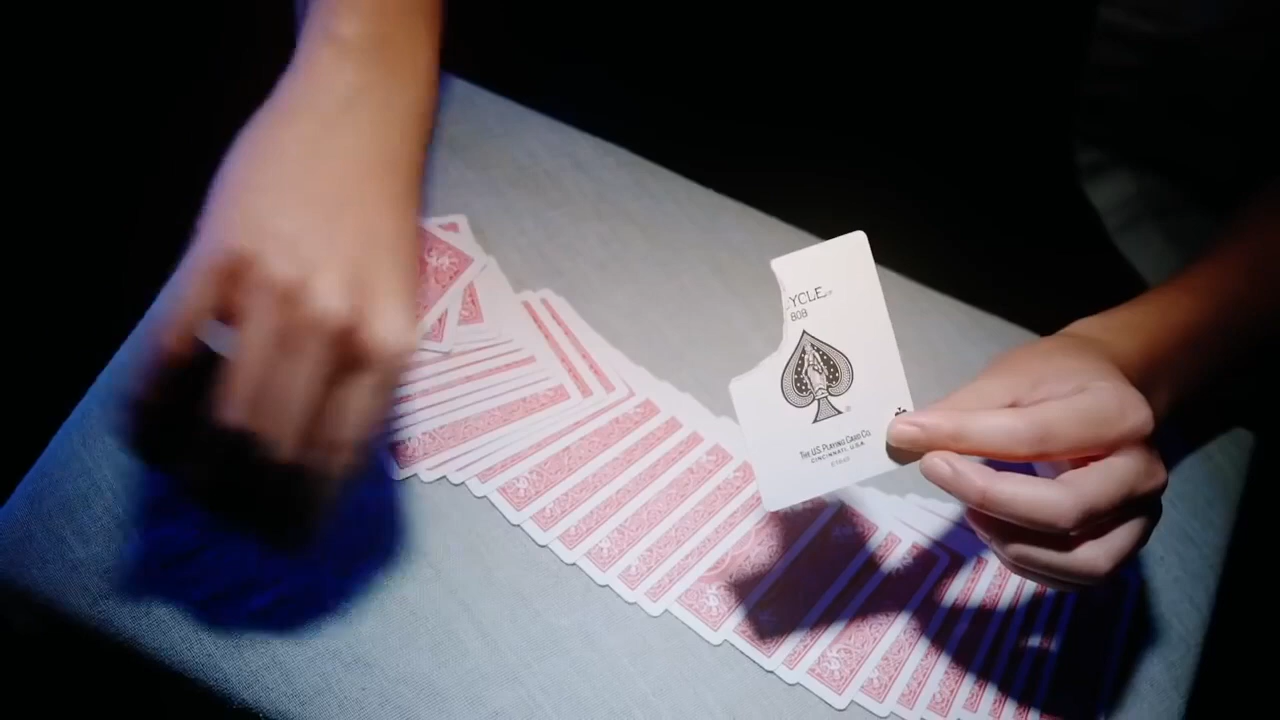 YCLE
808
THE U.S. PLAYING CARD CO.
CINCINNATI, U.S.A.